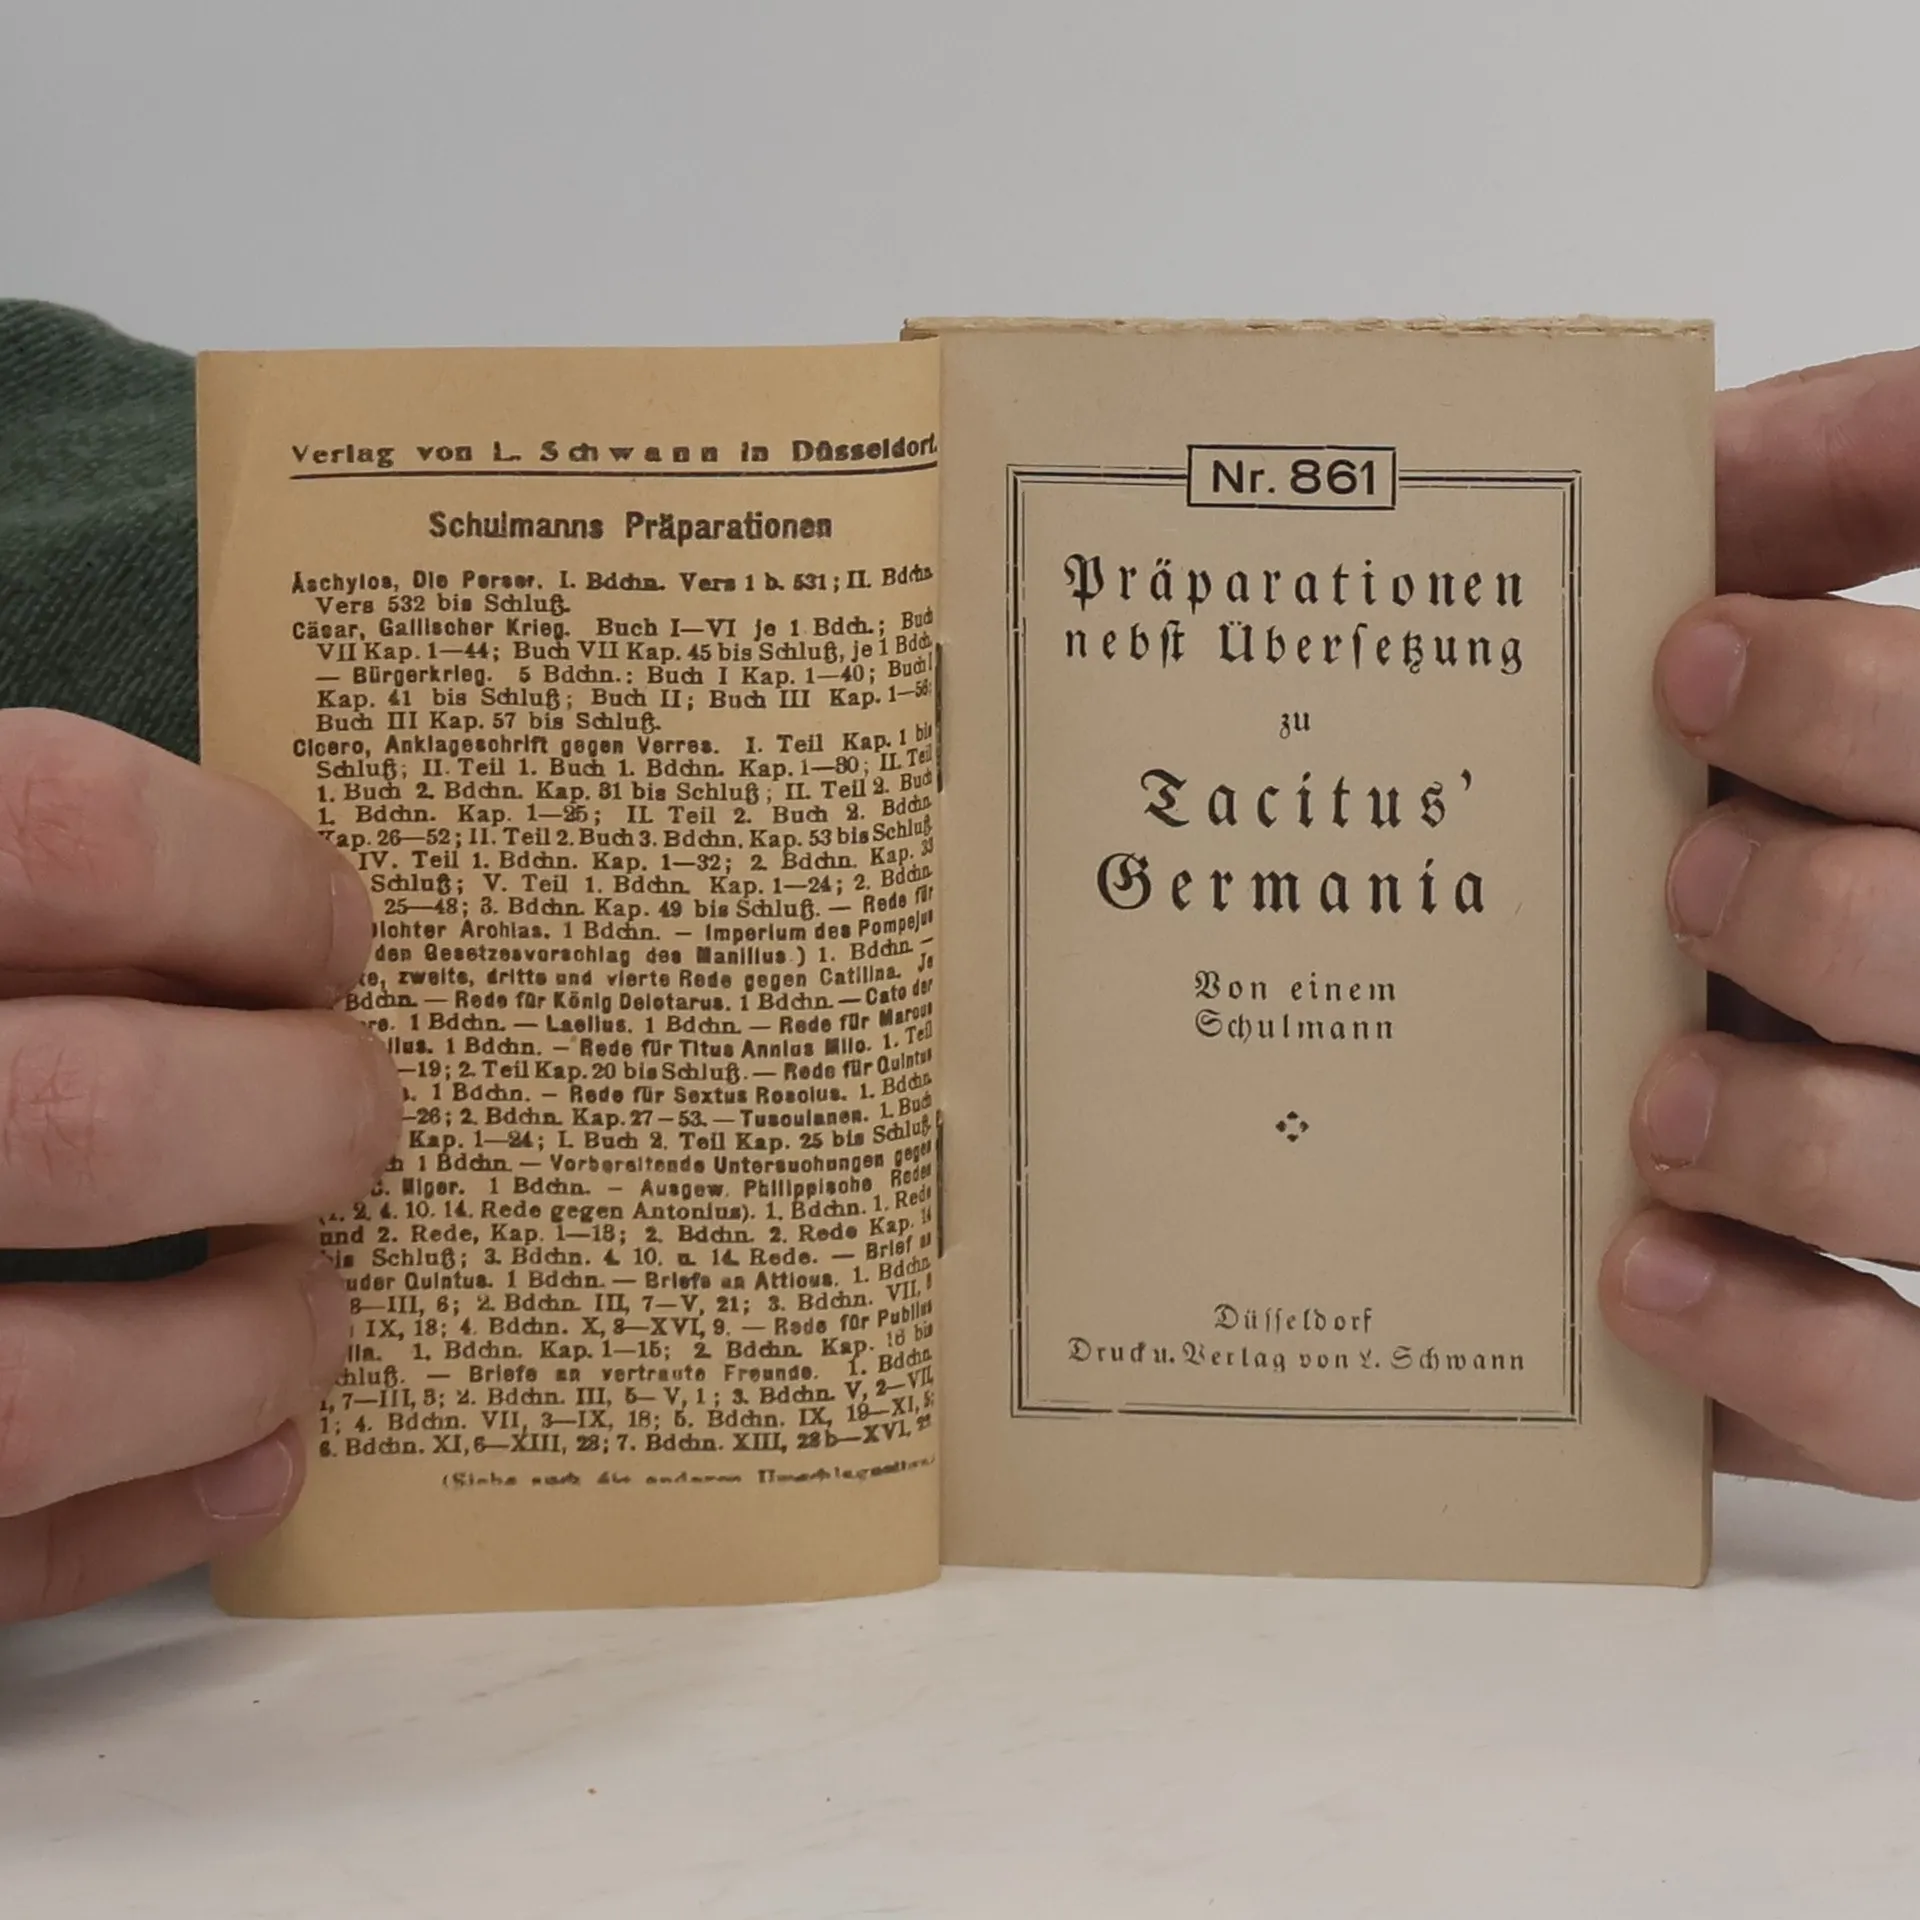 Verlag von L. Schwann in Düsseldorf.
Schulmanns Präparationen
Äschylos, Die Perser. I. Bdchn. Vers 1 b. 531; II. Bdchn.
Vers 532 bis Schluß.
Cäsar, Gallischer Krieg. Buch I—VI je 1 Bdch.; Buch
VII Kap. 1—44; Buch VII Kap. 45 bis Schluß, je 1 Bdch.
— Bürgerkrieg. 5 Bdchn.: Buch I Kap. 1—40; Buch I
Kap. 41 bis Schluß; Buch II; Buch III Kap. 1—56;
Buch III Kap. 57 bis Schluß.
Cicero, Anklageschrift gegen Verres. I. Teil Kap. 1 bis
Schluß; II. Teil 1. Buch 1. Bdchn. Kap. 1—30; II. Teil
1. Buch 2. Bdchn. Kap. 31 bis Schluß; II. Teil 2. Buch
1. Bdchn. Kap. 1—25; II. Teil 2. Buch 2. Bdchn.
Kap. 26—52; II. Teil 2. Buch 3. Bdchn. Kap. 53 bis Schluß.
IV. Teil 1. Bdchn. Kap. 1—32; 2. Bdchn. Kap. 33
Schluß; V. Teil 1. Bdchn. Kap. 1—24; 2. Bdchn.
25—48; 3. Bdchn. Kap. 49 bis Schluß. — Rede für
Dichter Archias. 1 Bdchn. — Imperium des Pompejus
den Gesetzesvorschlag des Manilius.) 1. Bdchn. —
zweite, dritte und vierte Rede gegen Catilina. Je
Bdchn. — Rede für König Deiotarus. 1 Bdchn. — Cato der
1 Bdchn. — Laelius. 1 Bdchn. — Rede für Marcus
1 Bdchn. — Rede für Titus Annius Milo. 1. Teil
—19; 2. Teil Kap. 20 bis Schluß. — Rede für Quintus
1 Bdchn. — Rede für Sextus Roscius. 1. Bdchn.
—26; 2. Bdchn. Kap. 27—53. — Tusculanen. 1. Buch
Kap. 1—24; I. Buch 2. Teil Kap. 25 bis Schluß.
1 Bdchn. — Vorbereitende Untersuchungen gegen
C. Niger. 1 Bdchn. — Ausgew. Philippische Reden
(1. 2. 4. 10. 14. Rede gegen Antonius). 1. Bdchn. 1. Rede
und 2. Rede, Kap. 1—13; 2. Bdchn. 2. Rede Kap. 14
bis Schluß; 3. Bdchn. 4. 10. u. 14. Rede. — Brief an
Quintus. 1 Bdchn. — Briefe an Atticus. 1. Bdchn.
8—III, 6; 2. Bdchn. III, 7—V, 21; 3. Bdchn. VII, 8
IX, 18; 4. Bdchn. X, 8—XVI, 9. — Rede für Publius
1. Bdchn. Kap. 1—15; 2. Bdchn. Kap. 16 bis
Schluß. — Briefe an vertraute Freunde. 1. Bdchn.
I, 7—III, 3; 2. Bdchn. III, 5—V, 1; 3. Bdchn. V, 2—VII,
1; 4. Bdchn. VII, 3—IX, 18; 5. Bdchn. IX, 19—XI, 5;
6. Bdchn. XI, 6—XIII, 28; 7. Bdchn. XIII, 28b—XVI,
(Siehe auch die anderen Umschlagseiten.)
Nr. 861
Präparationen
nebst Übersetzung
zu
Tacitus'
Germania
Von einem
Schulmann
Düsseldorf
Druck u. Verlag von L. Schwann